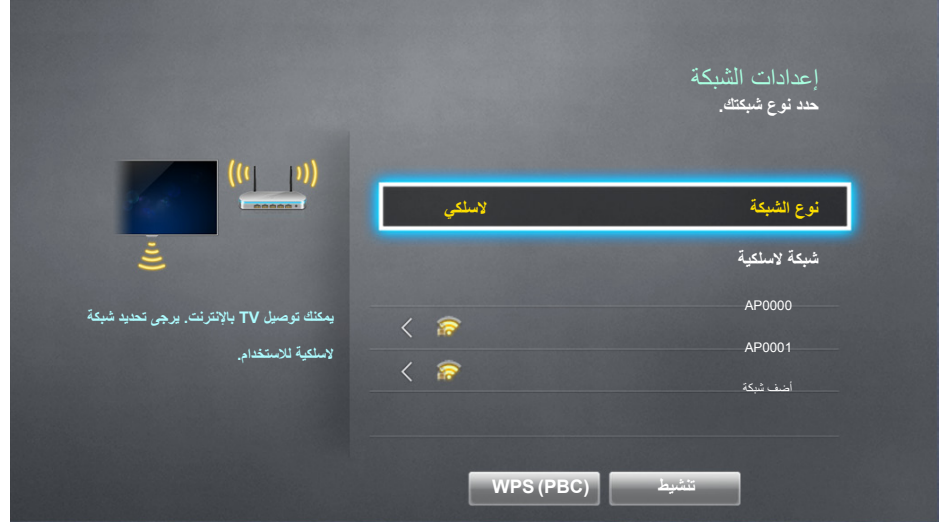 إعدادات الشبكة
حدد نوع شبكتك.
نوع الشبكة لاسلكي
شبكة لاسلكية
AP0000
AP0001
أضف شبكة
يمكنك توصيل TV بالإنترنت. يرجى تحديد شبكة
لاسلكية للاستخدام.
تنشيط WPS (PBC)